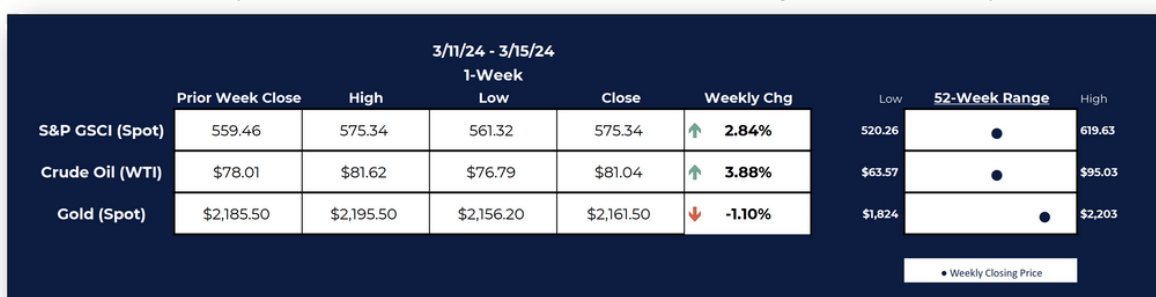 3/11/24 - 3/15/24
1-Week
Prior Week Close High Low Close Weekly Chg Low 52-Week Range High
S&P GSCI (Spot) 559.46 575.34 561.32 575.34 2.84% 520.26 619.63
Crude Oil (WTI) $78.01 $81.62 $76.79 $81.04 3.88% $63.57 $95.03
Gold (Spot) $2,185.50 $2,195.50 $2,156.20 $2,161.50 -1.10% $1,824 $2,203
• Weekly Closing Price